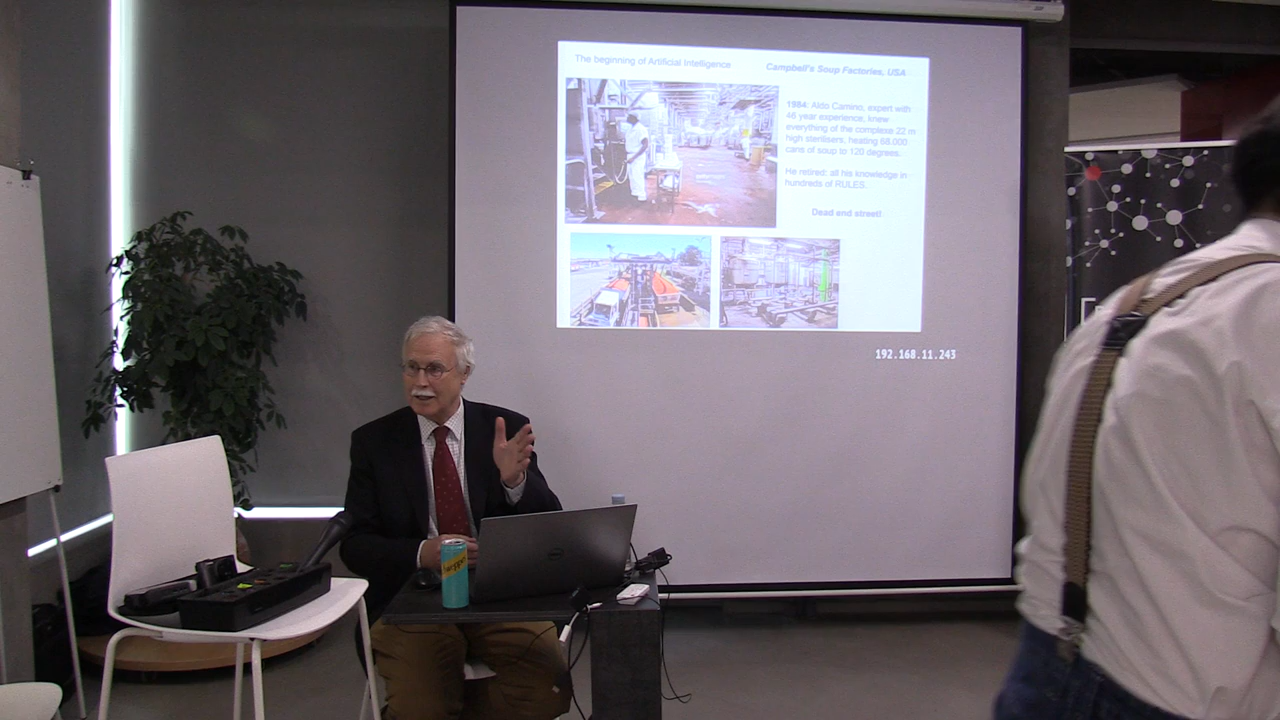 The beginning of Artificial Intelligence
Campbell's Soup Factories, USA
1984: Aldo Camino, expert with
46 year experience, knew
everything of the complexe 22 m
high sterilisers, heating 68.000
cans of soup to 120 degrees.
He retired: all his knowledge in
hundreds of RULES.
Dead end street!
192.168.11.243
DELL